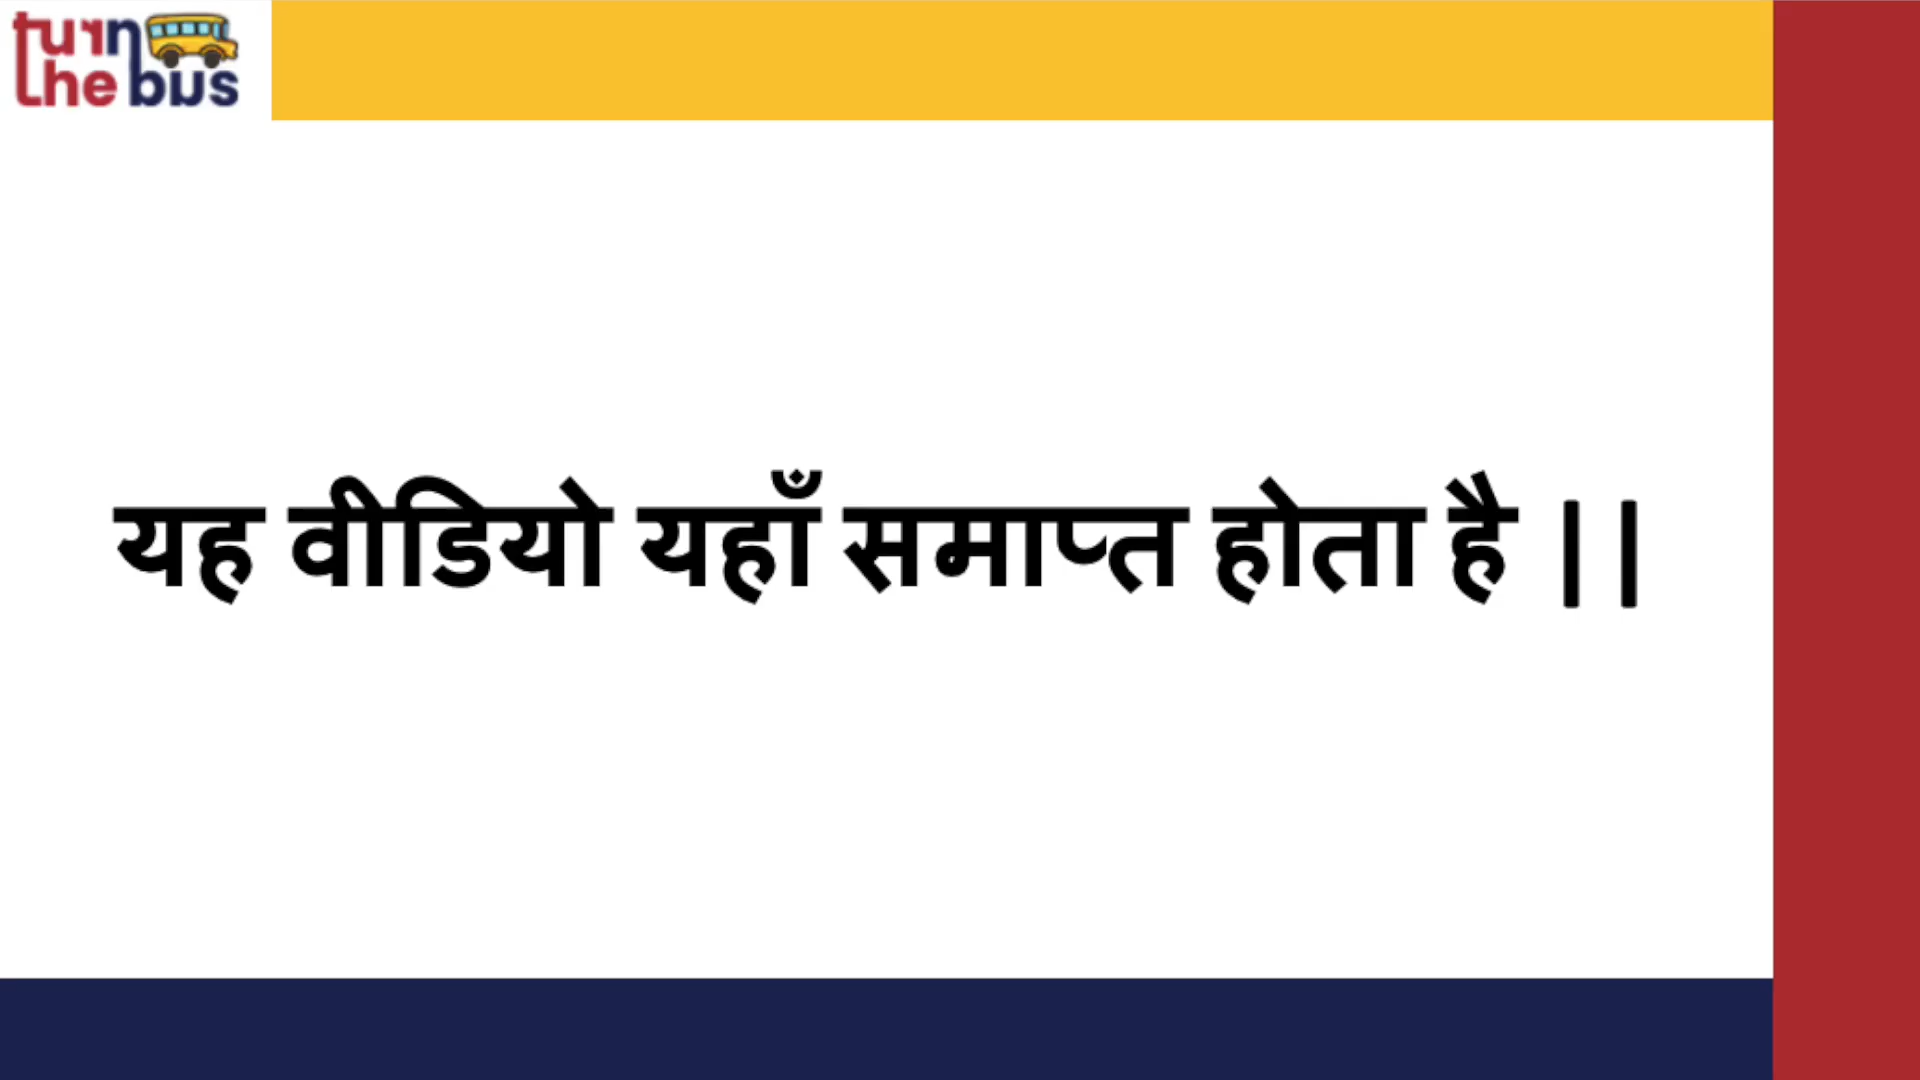 turn
the bus
यह वीडियो यहाँ समाप्त होता है ||